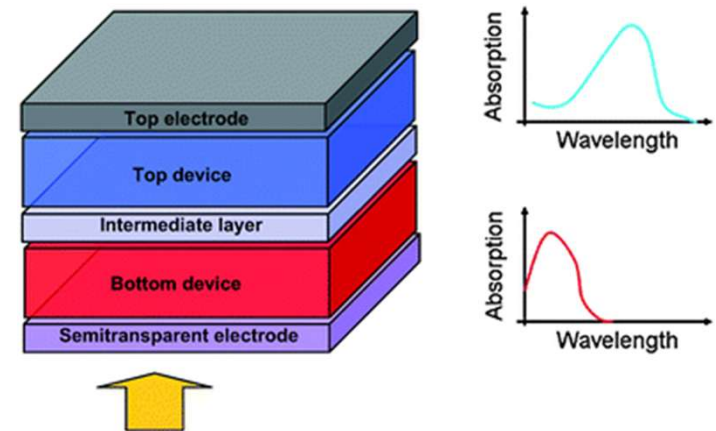 Top electrode
Top device
Intermediate layer
Bottom device
Semitransparent electrode
Absorption
Wavelength
Absorption
Wavelength